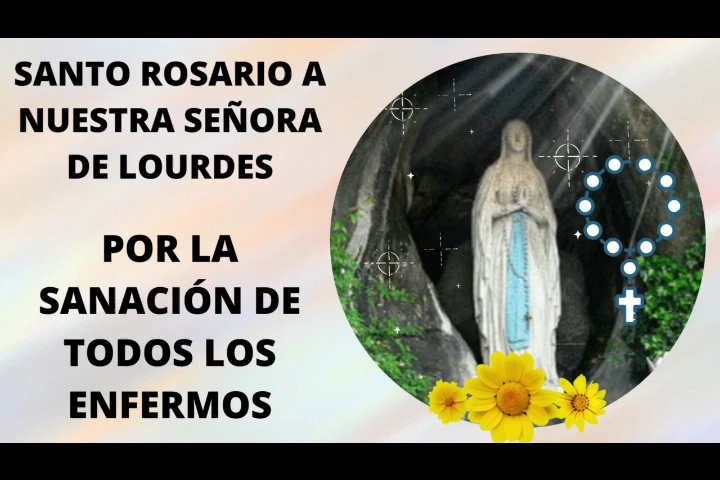 SANTO ROSARIO A
NUESTRA SEÑORA
DE LOURDES
POR LA
SANACIÓN DE
TODOS LOS
ENFERMOS